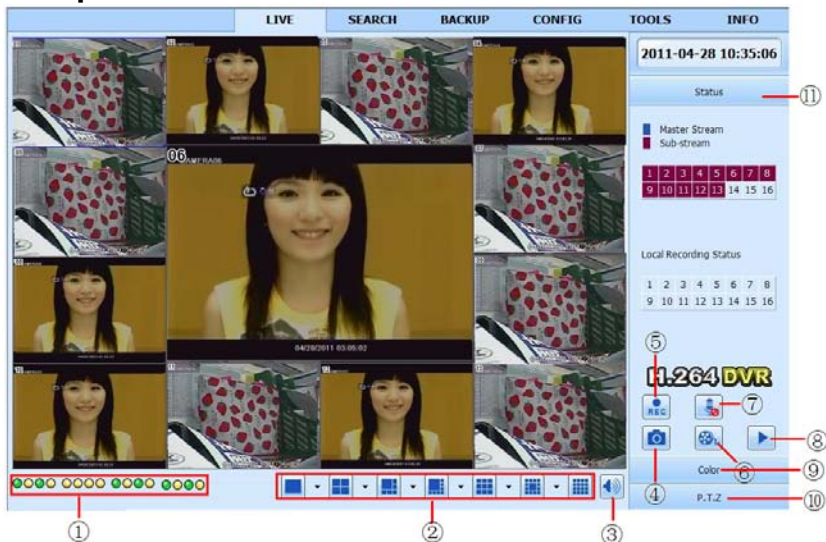 LIVE SEARCH BACKUP CONFIG TOOLS INFO
2011-04-28 10:35:06
Status
⑪
Master Stream
Sub-stream
1 2 3 4 5 6 7 8
9 10 11 12 13 14 15 16
06
CAMERA06
04/28/2011 03:05:02
Local Recording Status
1 2 3 4 5 6 7 8
9 10 11 12 13 14 15 16
⑤
H.264 DVR
REC
⑦
⑧
Color
⑨
④
⑥
P.T.Z
⑩
①
②
③